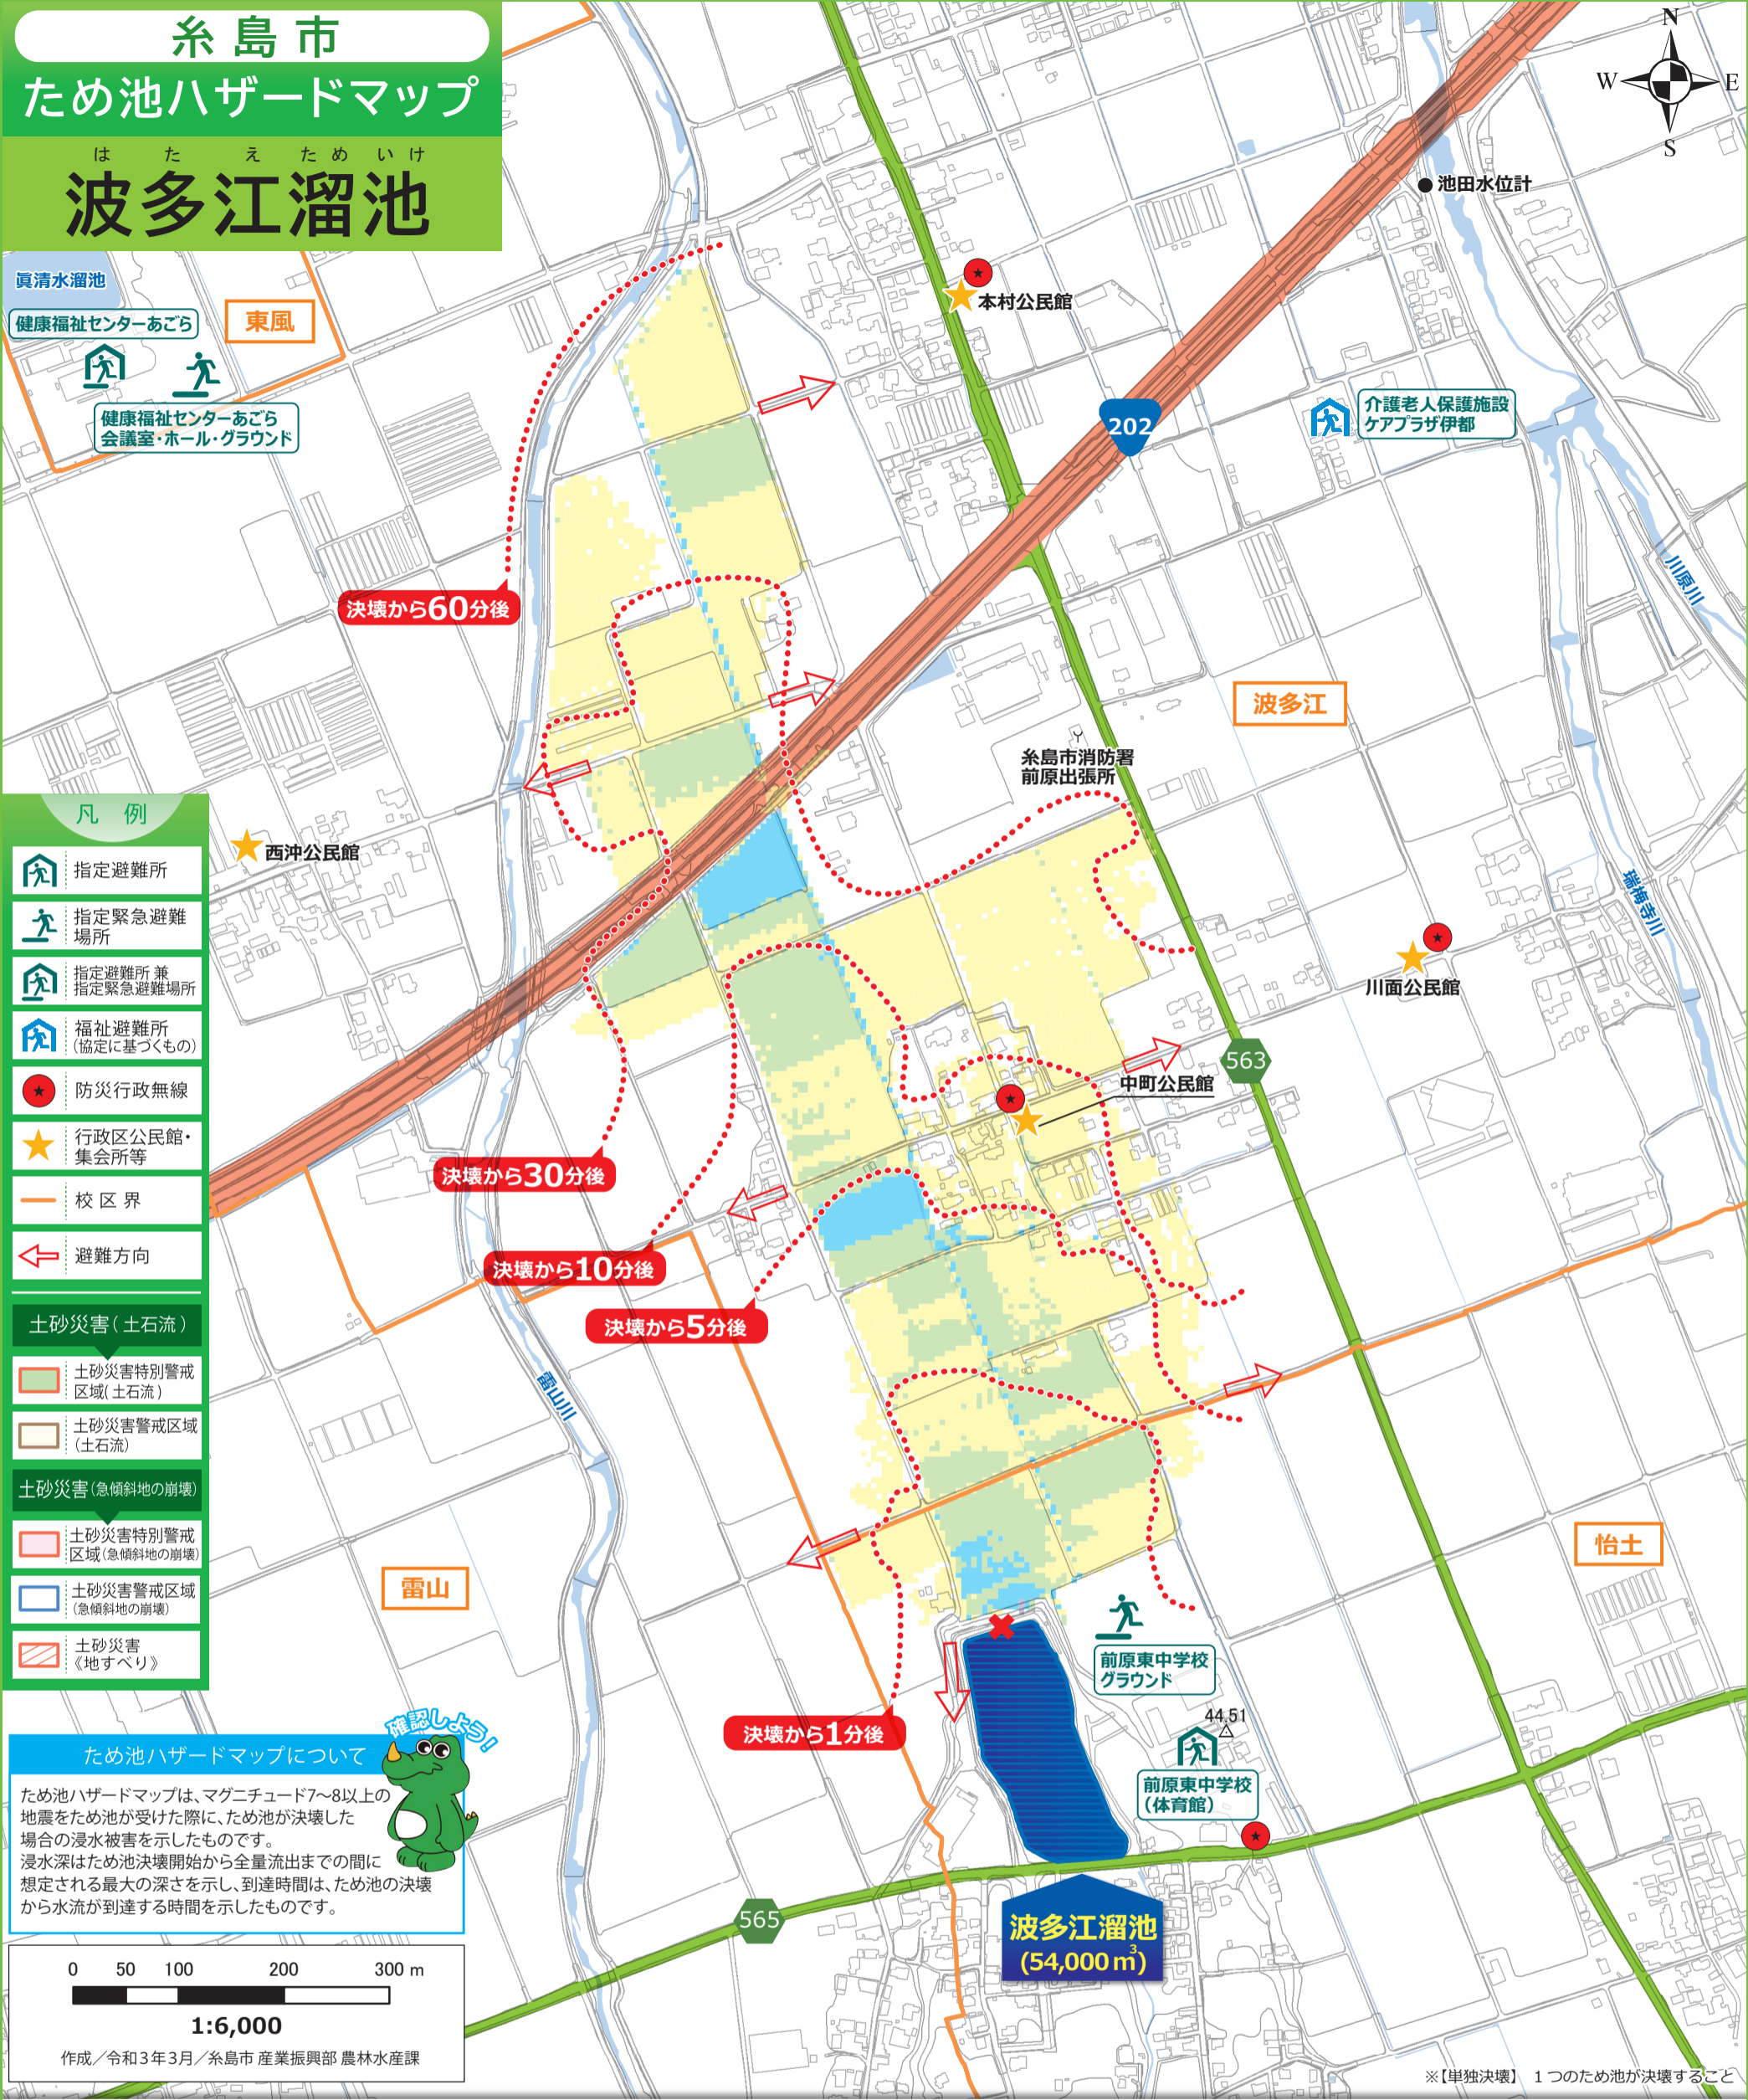 糸島市
ため池ハザードマップ
は た え ため いけ
波多江溜池
N
W
E
S
眞清水溜池
健康福祉センターあごら
東風
健康福祉センターあごら
会議室・ホール・グラウンド
池田水位計
本村公民館
202
介護老人保護施設
ケアプラザ伊都
川原川
決壊から60分後
波多江
糸島市消防署
前原出張所
西沖公民館
瑞梅寺川
川面公民館
563
中町公民館
決壊から30分後
決壊から10分後
決壊から5分後
雷山川
雷山
怡土
前原東中学校
グラウンド
44.51
決壊から1分後
前原東中学校
(体育館)
565
波多江溜池
(54,000㎥)
凡 例
指定避難所
指定緊急避難
場所
指定避難所 兼
指定緊急避難場所
福祉避難所
(協定に基づくもの)
防災行政無線
行政区公民館・
集会所等
校区界
避難方向
土砂災害(土石流)
土砂災害特別警戒
区域(土石流)
土砂災害警戒区域
(土石流)
土砂災害(急傾斜地の崩壊)
土砂災害特別警戒
区域(急傾斜地の崩壊)
土砂災害警戒区域
(急傾斜地の崩壊)
土砂災害
《地すべり》
確認しよう!
ため池ハザードマップについて
ため池ハザードマップは、マグニチュード7～8以上の
地震をため池が受けた際に、ため池が決壊した
場合の浸水被害を示したものです。
浸水深はため池決壊開始から全量流出までの間に
想定される最大の深さを示し、到達時間は、ため池の決壊
から水流が到達する時間を示したものです。
0 50 100 200 300 m
1:6,000
作成／令和3年3月／糸島市 産業振興部 農林水産課
※【単独決壊】 1つのため池が決壊すること